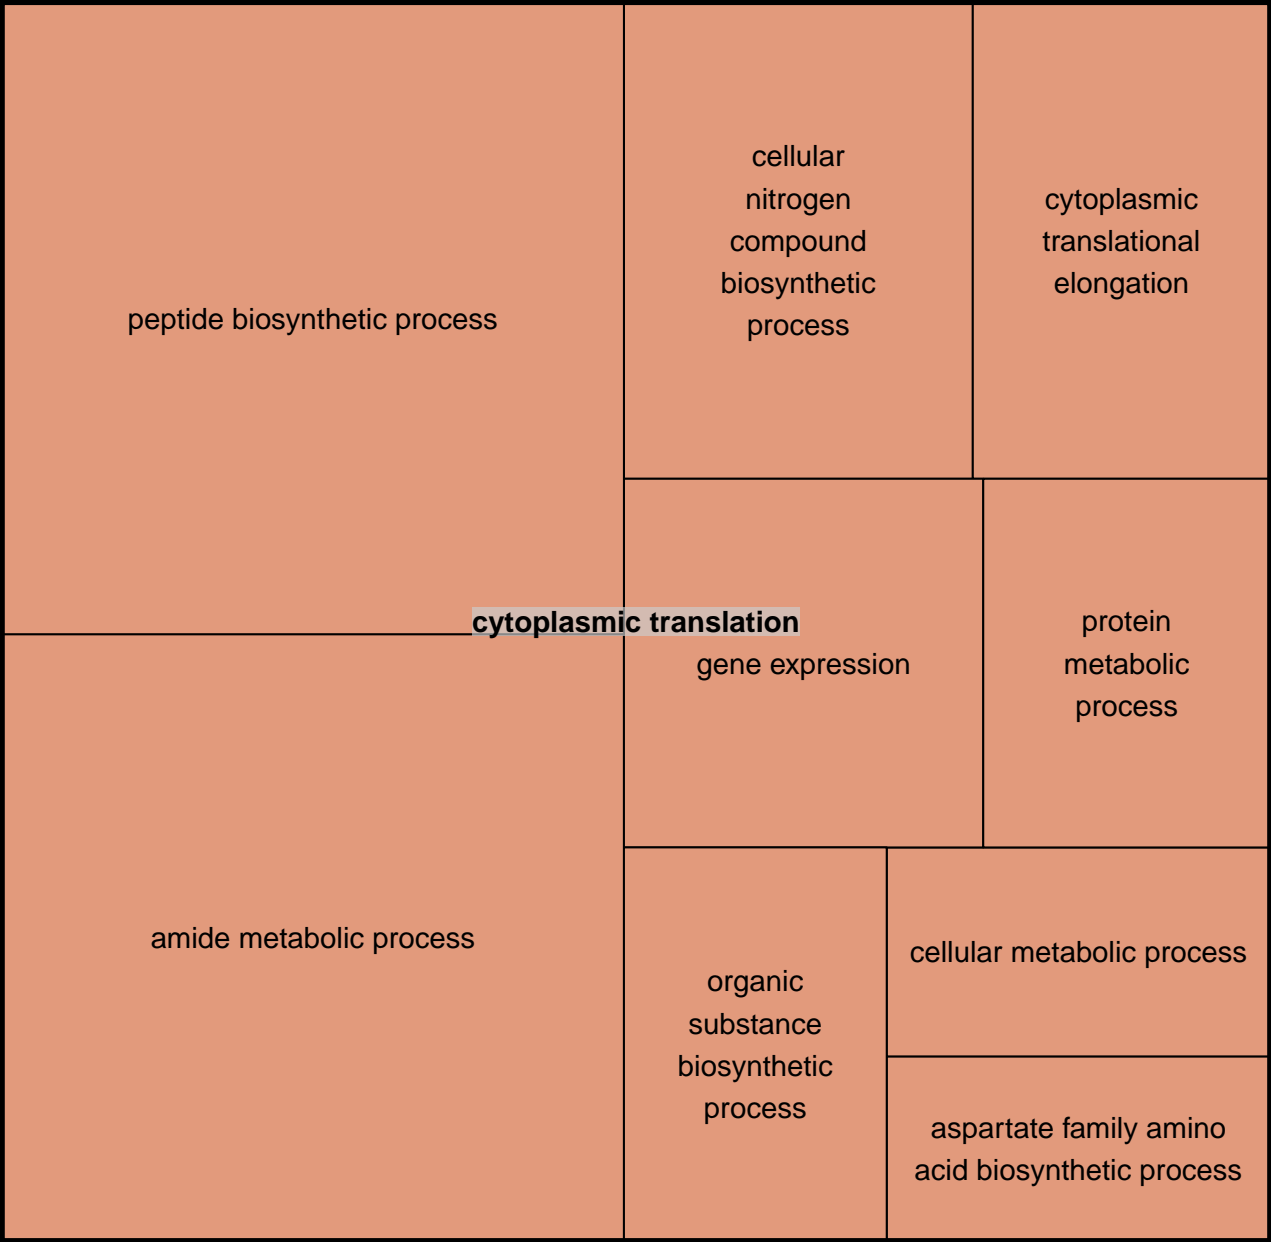 peptide biosynthetic process
cellular
nitrogen
compound
biosynthetic
process
cytoplasmic
translational
elongation
cytoplasmic translation
gene expression
protein
metabolic
process
amide metabolic process
organic
substance
biosynthetic
process
cellular metabolic process
aspartate family amino
acid biosynthetic process